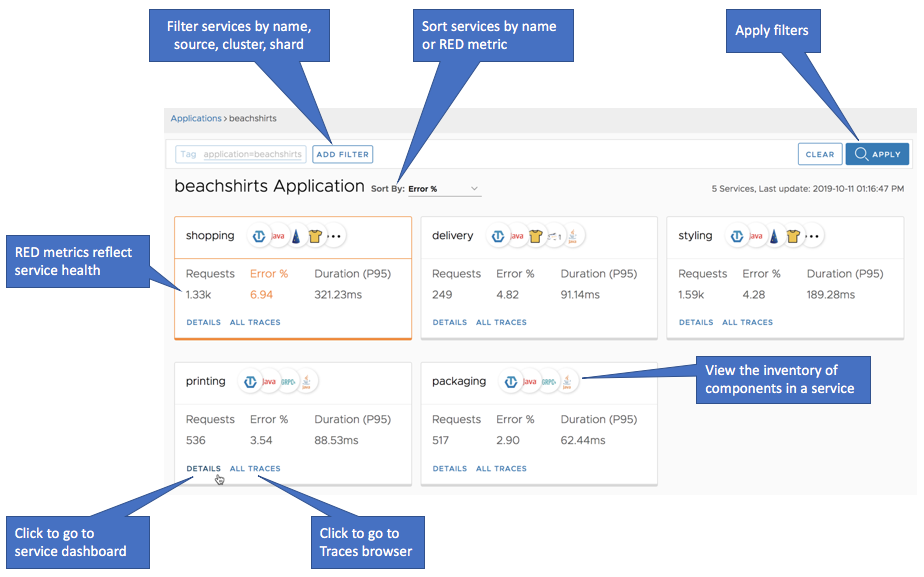 Filter services by name,
source, cluster, shard
Sort services by name
or RED metric
Apply filters
Applications > beachshirts
Tag application=beachshirts
ADD FILTER
CLEAR
APPLY
beachshirts Application
Sort By: Error %
5 Services, Last update: 2019-10-11 01:16:47 PM
RED metrics reflect
service health
shopping
java
Requests Error % Duration (P95)
1.33k 6.94 321.23ms
DETAILS ALL TRACES
delivery
java
Requests Error % Duration (P95)
249 4.82 91.14ms
DETAILS ALL TRACES
styling
java
Requests Error % Duration (P95)
1.59k 4.28 189.28ms
DETAILS ALL TRACES
printing
java GRPC
Requests Error % Duration (P95)
536 3.54 88.53ms
DETAILS ALL TRACES
packaging
java GRPC
Requests Error % Duration (P95)
517 2.90 62.44ms
DETAILS ALL TRACES
View the inventory of
components in a service
Click to go to
service dashboard
Click to go to
Traces browser